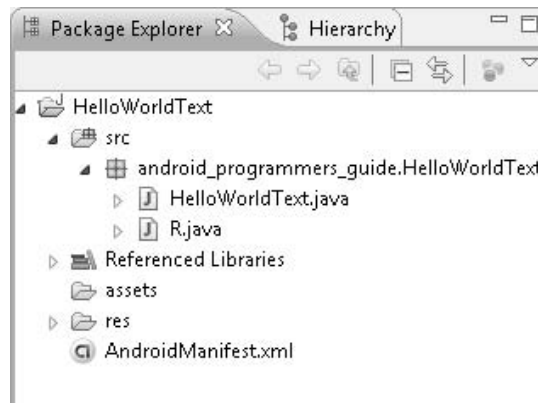 Package Explorer Hierarchy
HelloWorldText
src
android_programmers_guide.HelloWorldText
HelloWorldText.java
R.java
Referenced Libraries
assets
res
AndroidManifest.xml